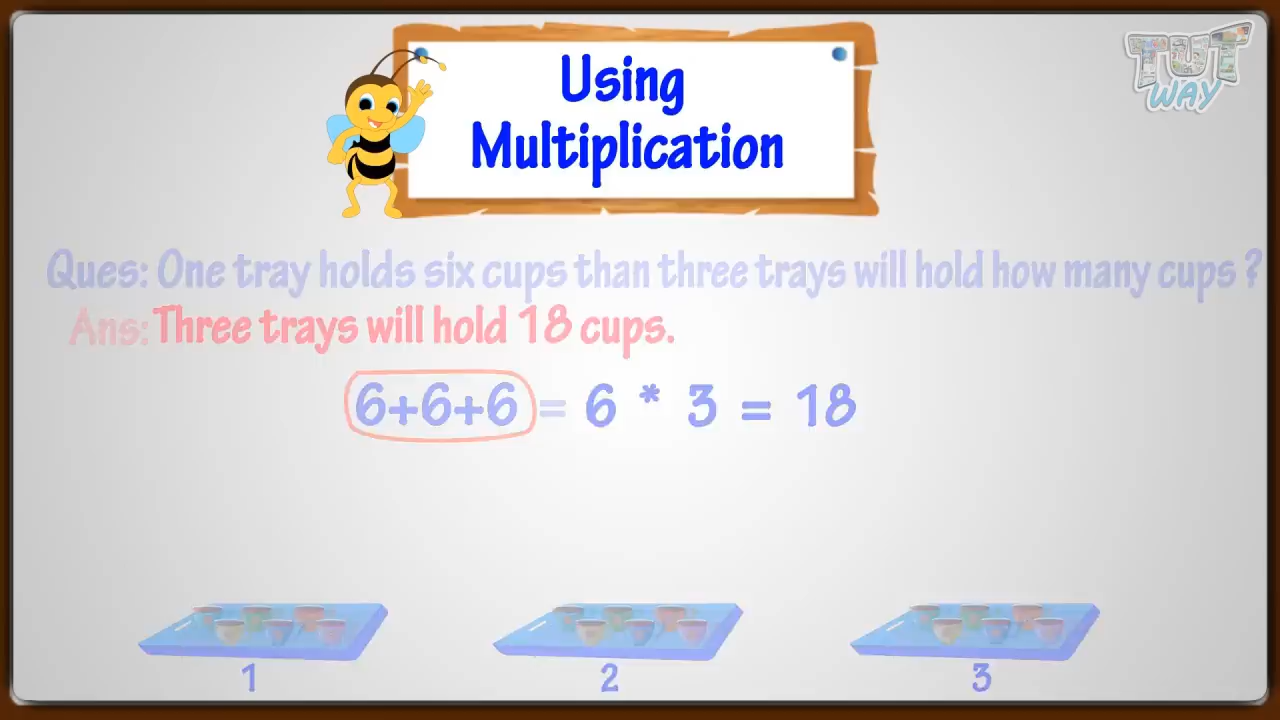 Using
Multiplication
TUT
WAY
Ques: One tray holds six cups than three trays will hold how many cups ?
Ans: Three trays will hold 18 cups.
6+6+6 = 6 * 3 = 18
1 2 3